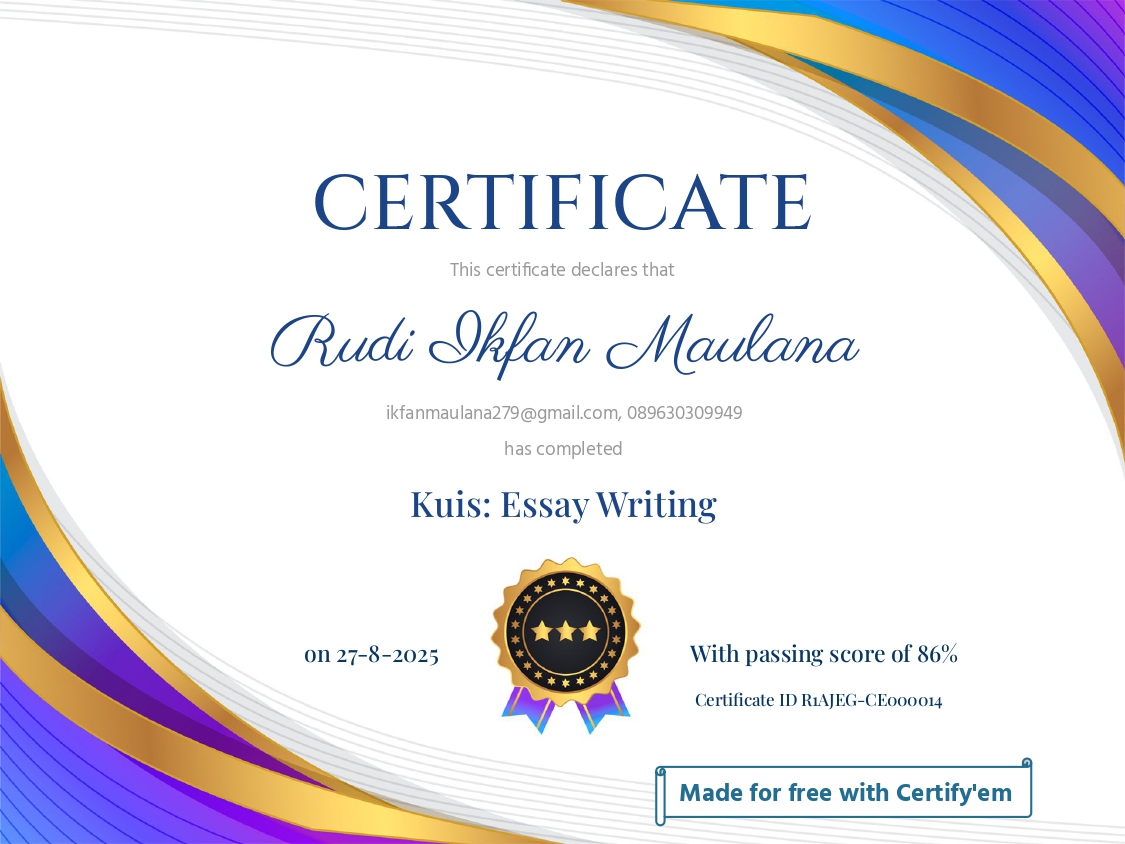 CERTIFICATE
This certificate declares that
Rudi Ikfan Maulana
ikfanmaulana279@gmail.com, 089630309949
has completed
Kuis: Essay Writing
on 27-8-2025
With passing score of 86%
Certificate ID R1AJEG-CE000014
Made for free with Certify'em